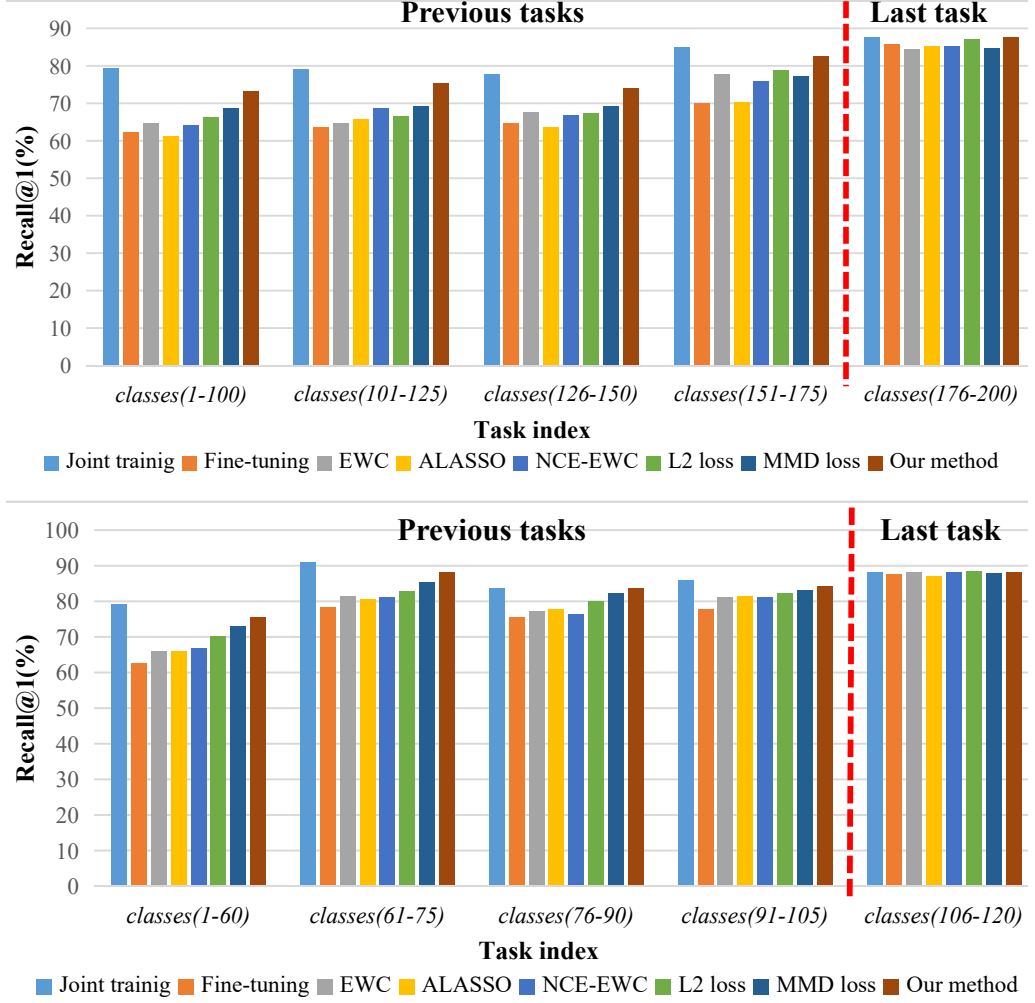 Previous tasks
Last task
90
80
70
60
50
40
30
20
10
0
Recall@1(%)
classes(1-100) classes(101-125) classes(126-150) classes(151-175) classes(176-200)
Task index
Joint trainig Fine-tuning EWC ALASSO NCE-EWC L2 loss MMD loss Our method
Previous tasks
Last task
100
90
80
70
60
50
40
30
20
10
0
Recall@1(%)
classes(1-60) classes(61-75) classes(76-90) classes(91-105) classes(106-120)
Task index
Joint trainig Fine-tuning EWC ALASSO NCE-EWC L2 loss MMD loss Our method